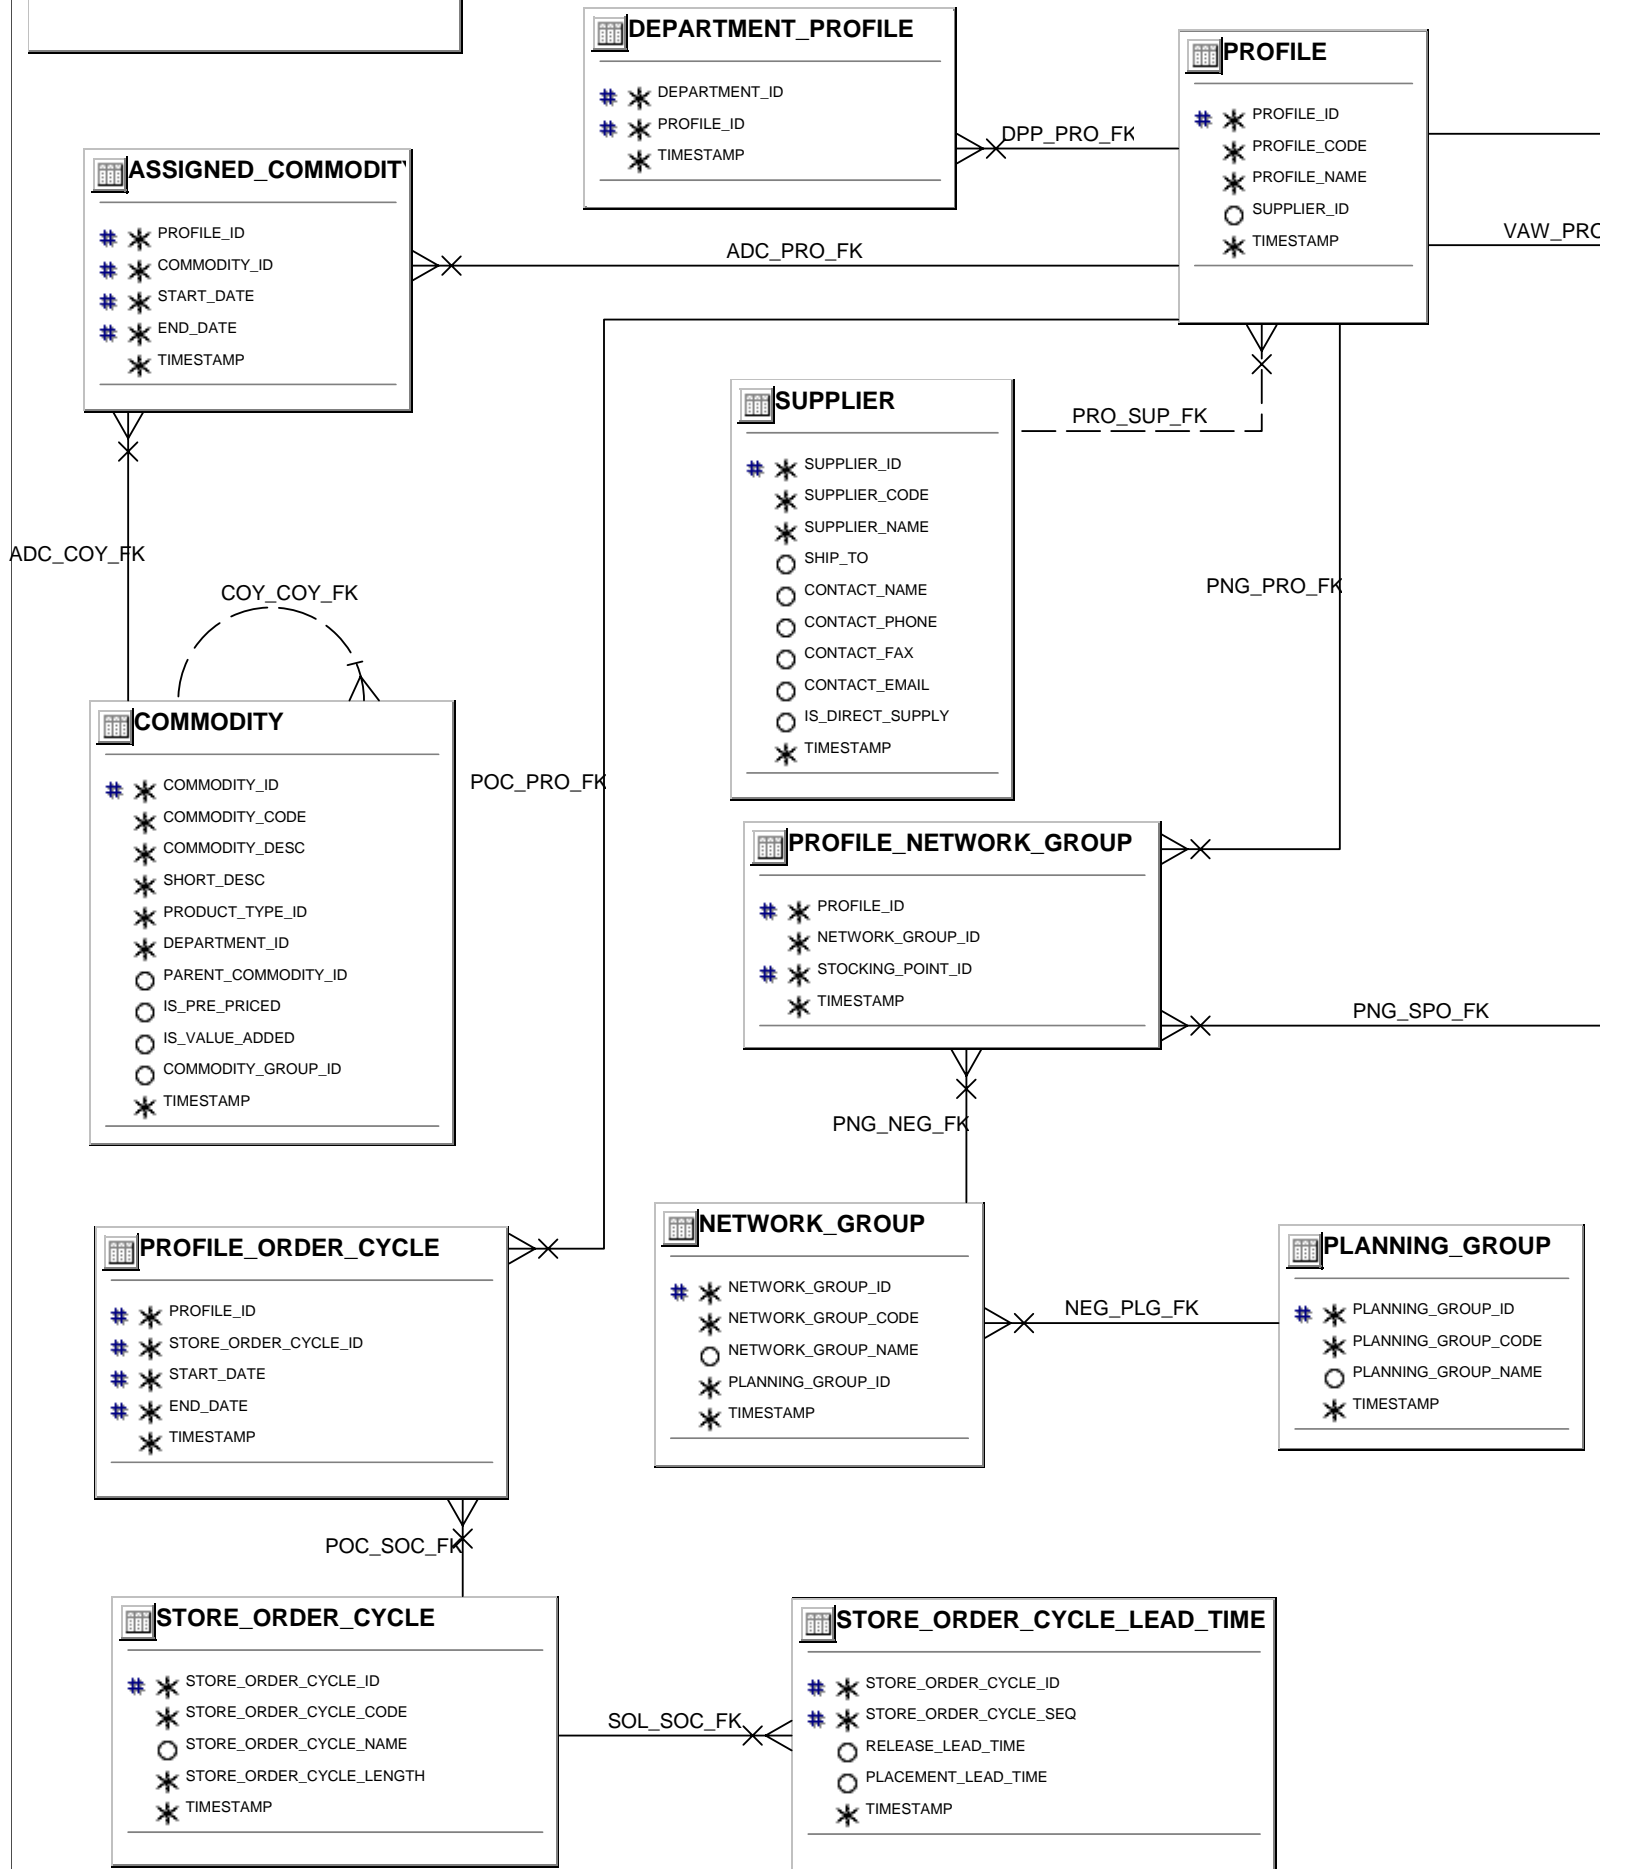 DEPARTMENT_PROFILE
# * DEPARTMENT_ID
# * PROFILE_ID
* TIMESTAMP
DPP_PRO_FK
PROFILE
# * PROFILE_ID
* PROFILE_CODE
* PROFILE_NAME
O SUPPLIER_ID
* TIMESTAMP
VAW_PRO
ASSIGNED_COMMODIT
# * PROFILE_ID
# * COMMODITY_ID
# * START_DATE
# * END_DATE
* TIMESTAMP
ADC_PRO_FK
SUPPLIER
# * SUPPLIER_ID
* SUPPLIER_CODE
* SUPPLIER_NAME
O SHIP_TO
O CONTACT_NAME
O CONTACT_PHONE
O CONTACT_FAX
O CONTACT_EMAIL
O IS_DIRECT_SUPPLY
* TIMESTAMP
PRO_SUP_FK
ADC_COY_FK
COY_COY_FK
PNG_PRO_FK
COMMODITY
# * COMMODITY_ID
* COMMODITY_CODE
* COMMODITY_DESC
* SHORT_DESC
* PRODUCT_TYPE_ID
* DEPARTMENT_ID
O PARENT_COMMODITY_ID
O IS_PRE_PRICED
O IS_VALUE_ADDED
O COMMODITY_GROUP_ID
* TIMESTAMP
POC_PRO_FK
PROFILE_NETWORK_GROUP
# * PROFILE_ID
* NETWORK_GROUP_ID
# * STOCKING_POINT_ID
* TIMESTAMP
PNG_SPO_FK
PNG_NEG_FK
PROFILE_ORDER_CYCLE
# * PROFILE_ID
# * STORE_ORDER_CYCLE_ID
# * START_DATE
# * END_DATE
* TIMESTAMP
NETWORK_GROUP
# * NETWORK_GROUP_ID
* NETWORK_GROUP_CODE
O NETWORK_GROUP_NAME
* PLANNING_GROUP_ID
* TIMESTAMP
NEG_PLG_FK
PLANNING_GROUP
# * PLANNING_GROUP_ID
* PLANNING_GROUP_CODE
O PLANNING_GROUP_NAME
* TIMESTAMP
POC_SOC_FK
STORE_ORDER_CYCLE
# * STORE_ORDER_CYCLE_ID
* STORE_ORDER_CYCLE_CODE
O STORE_ORDER_CYCLE_NAME
* STORE_ORDER_CYCLE_LENGTH
* TIMESTAMP
SOL_SOC_FK
STORE_ORDER_CYCLE_LEAD_TIME
# * STORE_ORDER_CYCLE_ID
# * STORE_ORDER_CYCLE_SEQ
O RELEASE_LEAD_TIME
O PLACEMENT_LEAD_TIME
* TIMESTAMP